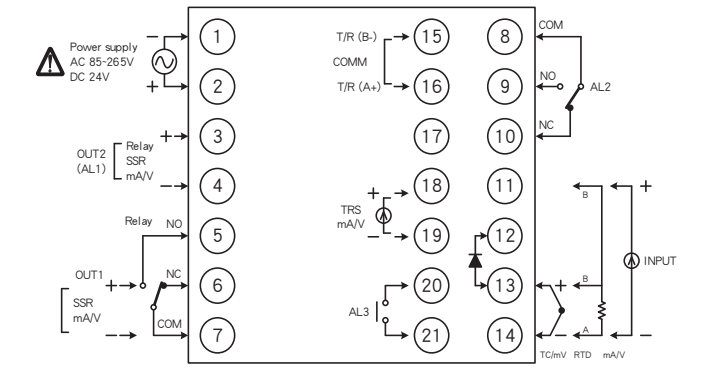 Power supply
AC 85-265V
DC 24V
−
+
1
2
OUT2
(AL1)
Relay
SSR
mA/V
+
−
3
4
Relay
NO
5
OUT1
+
NC
6
SSR
mA/V
−
COM
7
T/R (B-)
15
COMM
T/R (A+)
16
17
+
18
TRS
mA/V
−
19
20
AL3
21
8
COM
9
NO
AL2
10
NC
11
B
+
12
INPUT
13
+
B
14
−
A
−
TC/mV RTD mA/V